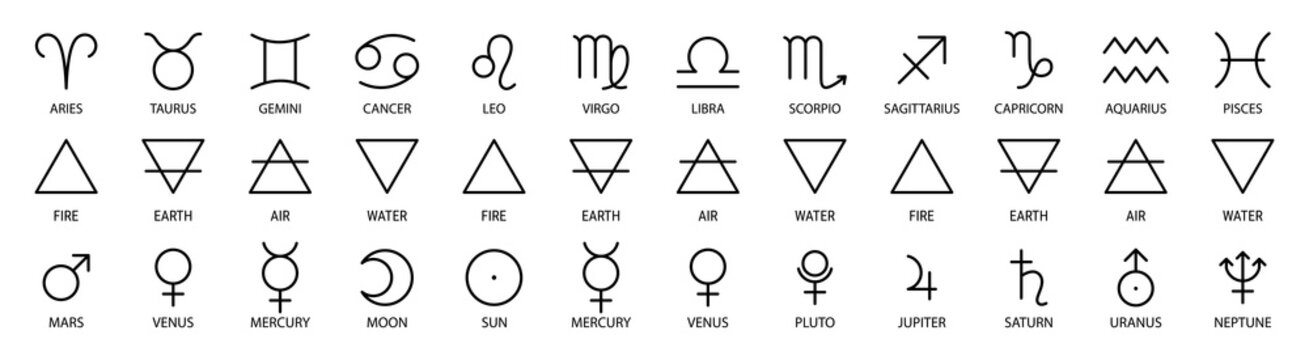 ARIES TAURUS GEMINI CANCER LEO VIRGO LIBRA SCORPIO SAGITTARIUS CAPRICORN AQUARIUS PISCES
FIRE EARTH AIR WATER FIRE EARTH AIR WATER FIRE EARTH AIR WATER
MARS VENUS MERCURY MOON SUN MERCURY VENUS PLUTO JUPITER SATURN URANUS NEPTUNE